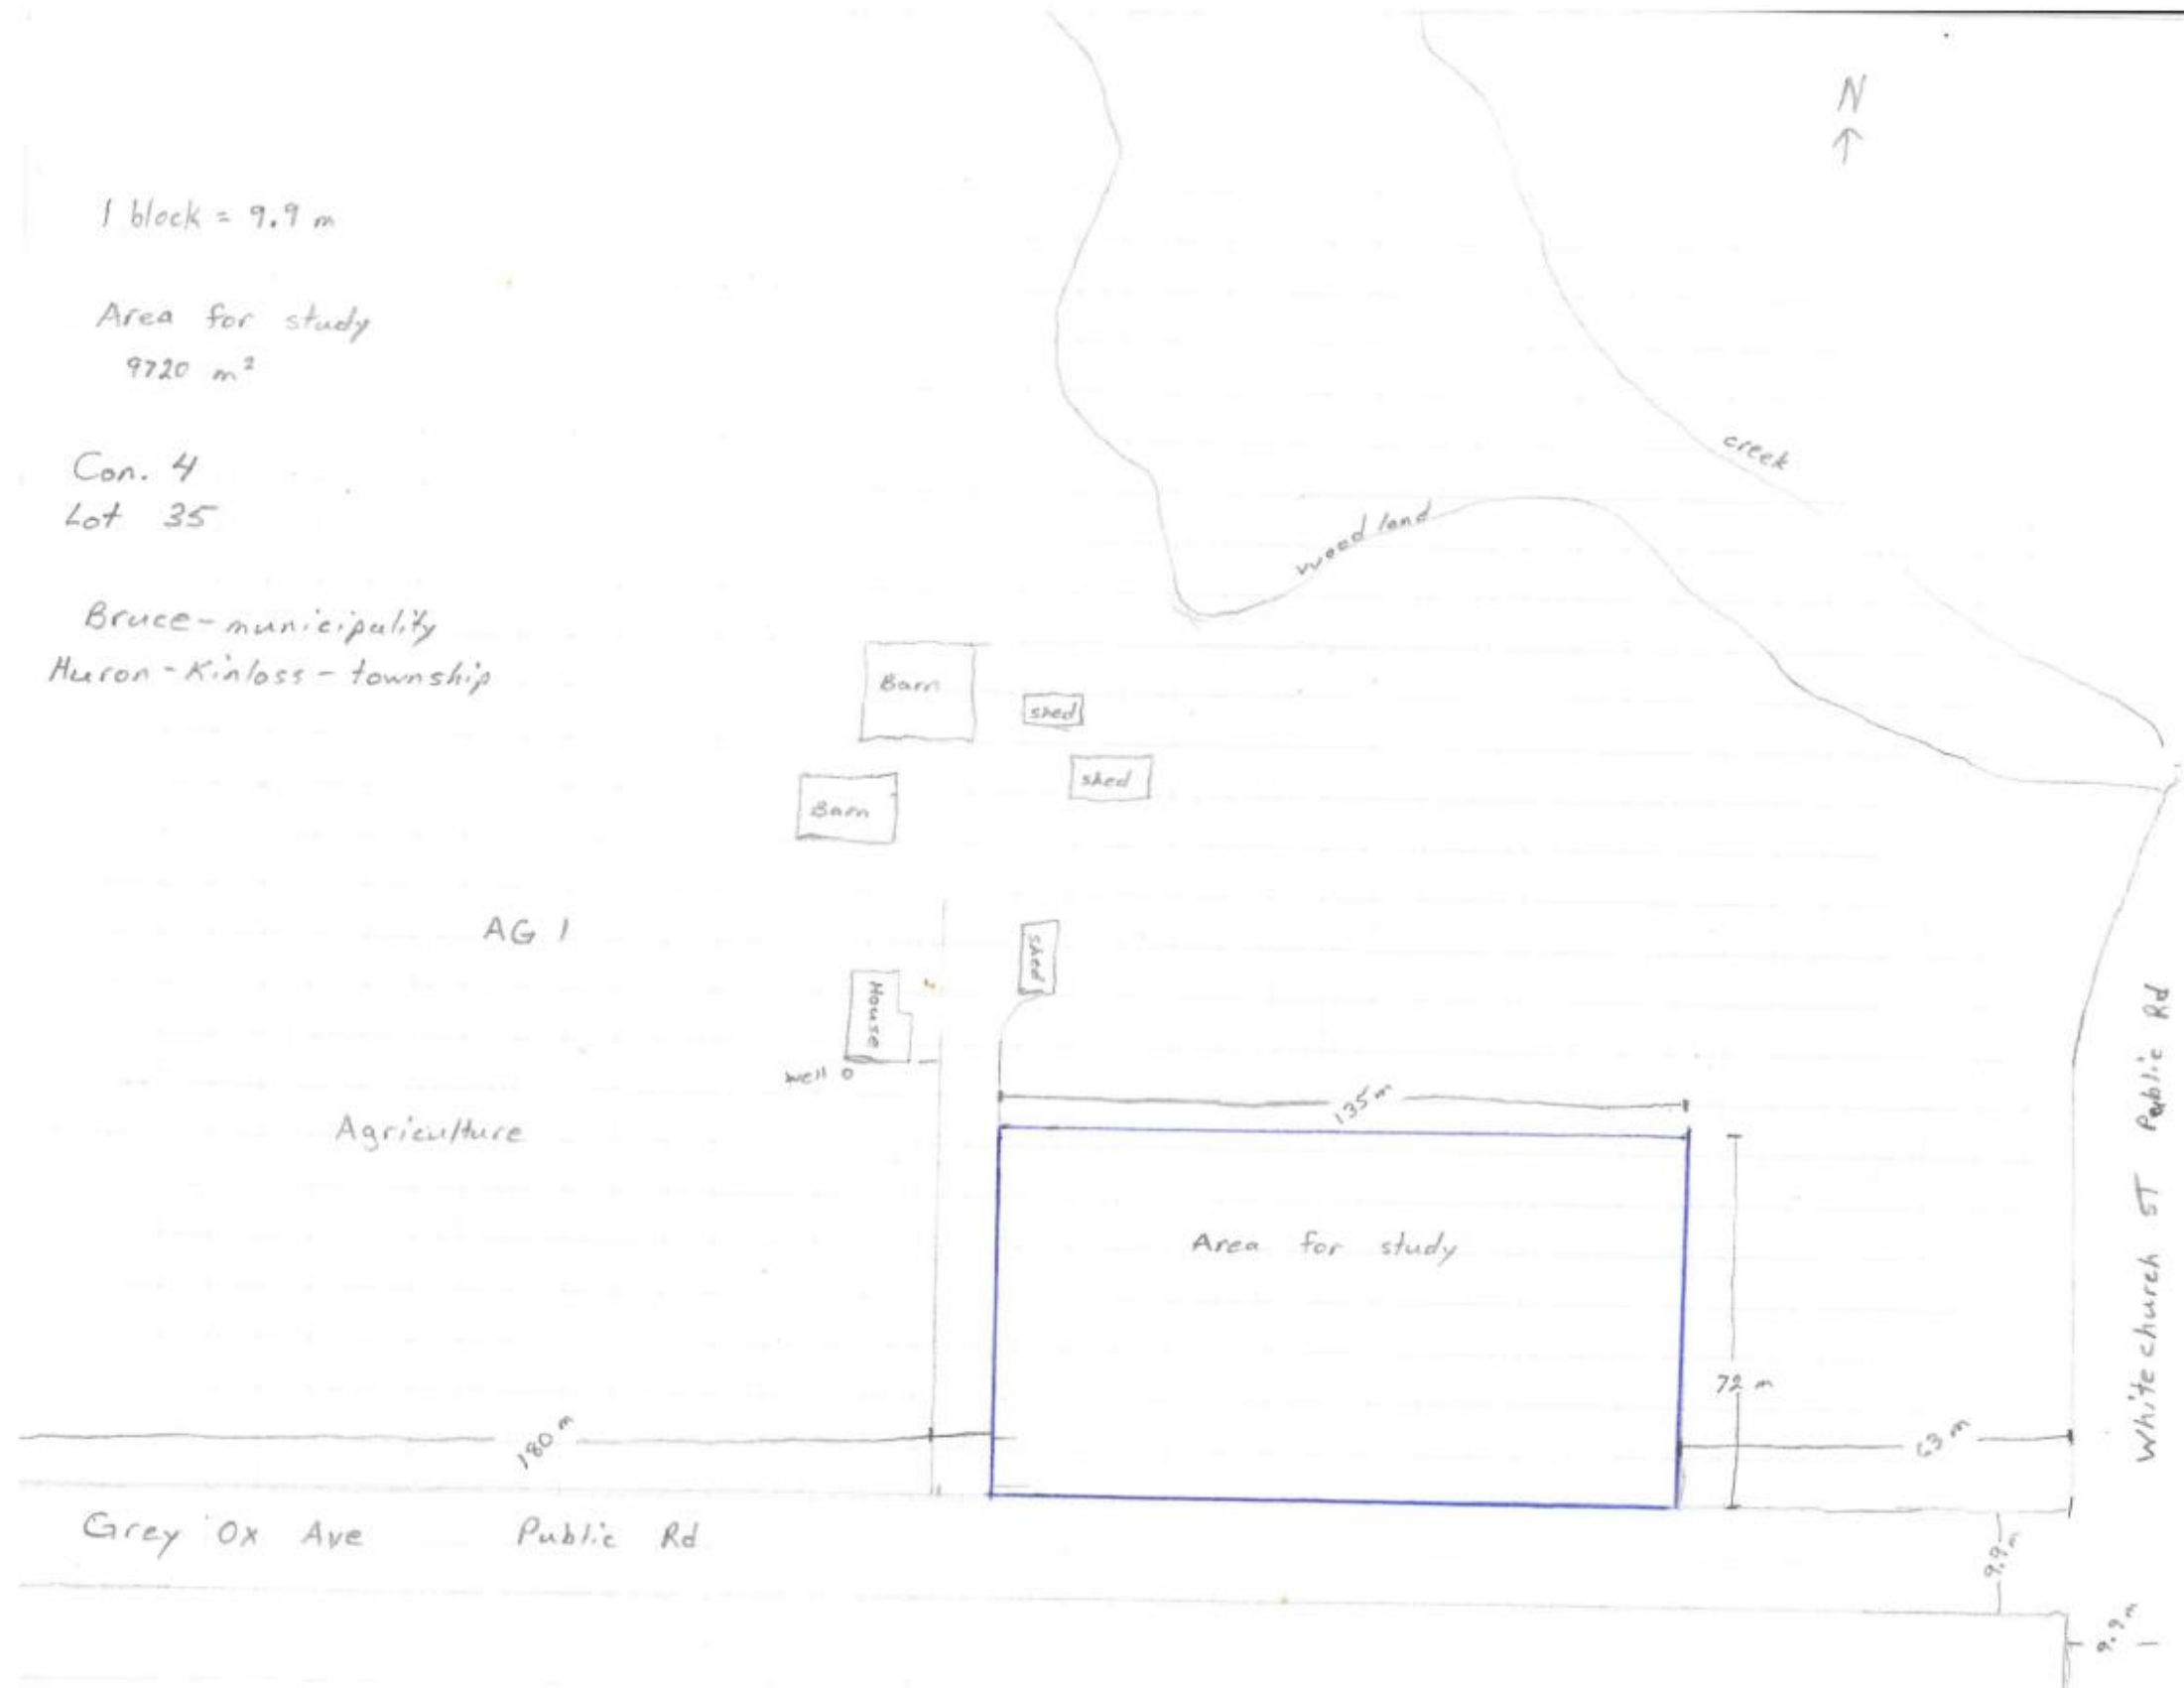 N
1 block = 9.9 m
Area for study
9720 m²
Con. 4
Lot 35
creek
wood land
Bruce - municipality
Huron - Kinloss - township
Barn
shed
shed
Barn
AG 1
shed
House
well
135 m
Agriculture
Area for study
72 m
180 m
63 m
Whitechurch ST Public Rd
Grey Ox Ave Public Rd
9.9 m
9.9 m